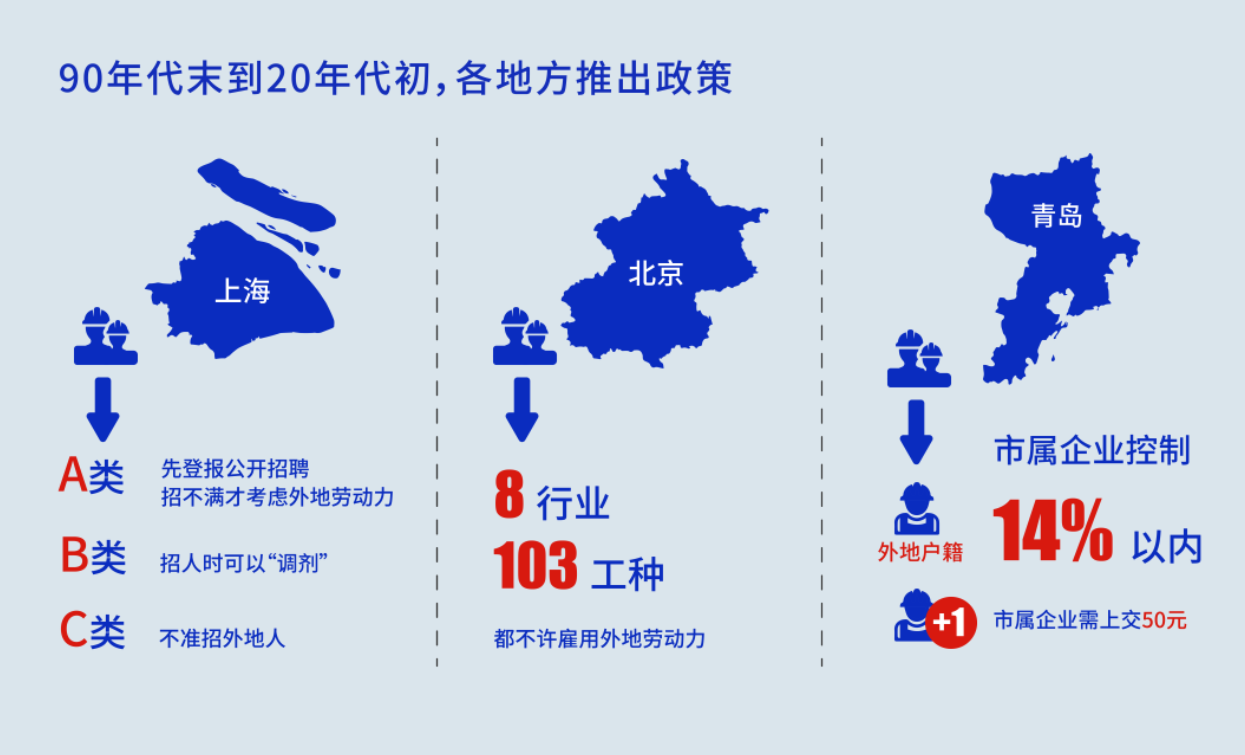 90年代末到20年代初，各地方推出政策
上海
A类
先登报公开招聘
招不满才考虑外地劳动力
B类
招人时可以“调剂”
C类
不准招外地人
北京
8 行业
103 工种
都不许雇用外地劳动力
青岛
市属企业控制
14% 以内
外地户籍
+1
市属企业需上交50元